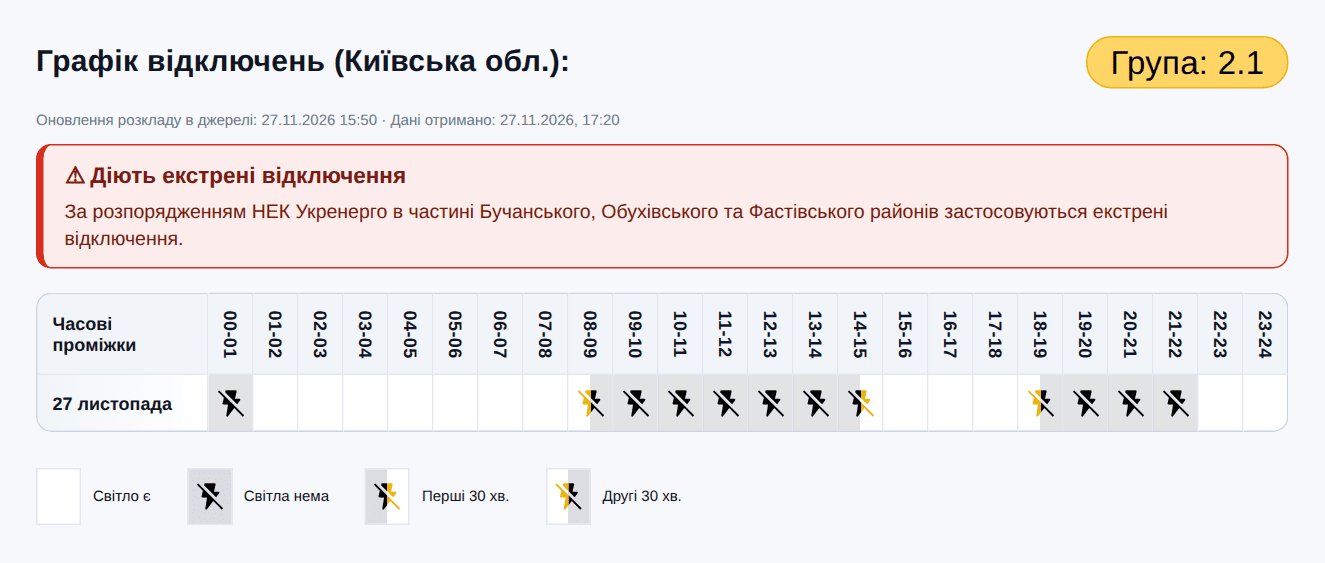 Графік відключень (Київська обл.):
Група: 2.1
Оновлення розкладу в джерелі: 27.11.2026 15:50 · Дані отримано: 27.11.2026, 17:20
⚠ Діють екстрені відключення
За розпорядженням НЕК Укренерго в частині Бучанського, Обухівського та Фастівського районів застосовуються екстрені
відключення.
Часові
проміжки
00-01
01-02
02-03
03-04
04-05
05-06
06-07
07-08
08-09
09-10
10-11
11-12
12-13
13-14
14-15
15-16
16-17
17-18
18-19
19-20
20-21
21-22
22-23
23-24
27 листопада
Світло є
Світла нема
Перші 30 хв.
Другі 30 хв.